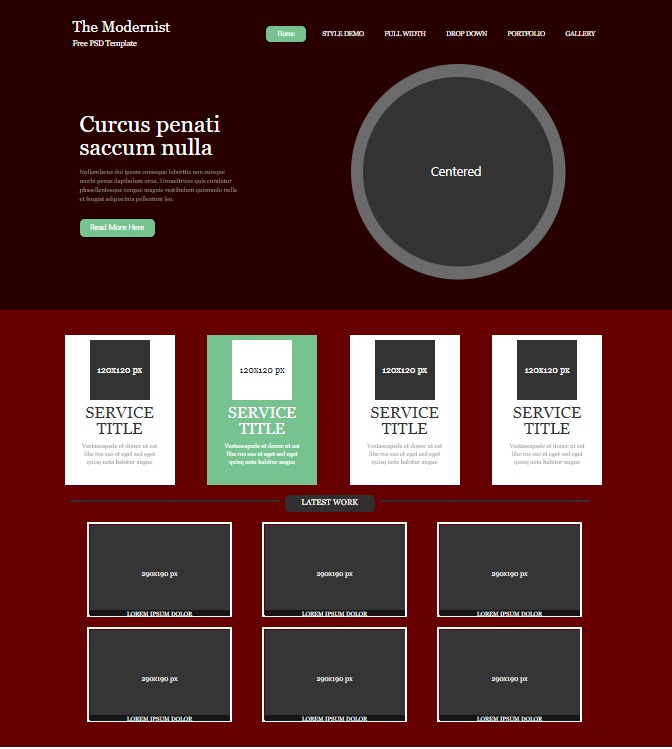 The Modernist
Free PSD Template
Home STYLE DEMO FULL WIDTH DROP DOWN PORTFOLIO GALLERY
Curcus penati
saccum nulla
Nullamlacus dui ipsum conseque loborttis non euisque
morbi penas dapibulum orna. Urnaultrices quis curabitur
phasellentesque congue magnis vestibulum quismodo nulla
et feugiat adipiscinia pellentum leo.
Read More Here
Centered
120x120 px
SERVICE
TITLE
Vestassapede et donec ut est
libe ros sus et eget sed eget
quisq ueta habitur augue
120x120 px
SERVICE
TITLE
Vestassapede et donec ut est
libe ros sus et eget sed eget
quisq ueta habitur augue
120x120 px
SERVICE
TITLE
Vestassapede et donec ut est
libe ros sus et eget sed eget
quisq ueta habitur augue
120x120 px
SERVICE
TITLE
Vestassapede et donec ut est
libe ros sus et eget sed eget
quisq ueta habitur augue
LATEST WORK
290x190 px
LOREM IPSUM DOLOR
290x190 px
LOREM IPSUM DOLOR
290x190 px
LOREM IPSUM DOLOR
290x190 px
LOREM IPSUM DOLOR
290x190 px
LOREM IPSUM DOLOR
290x190 px
LOREM IPSUM DOLOR